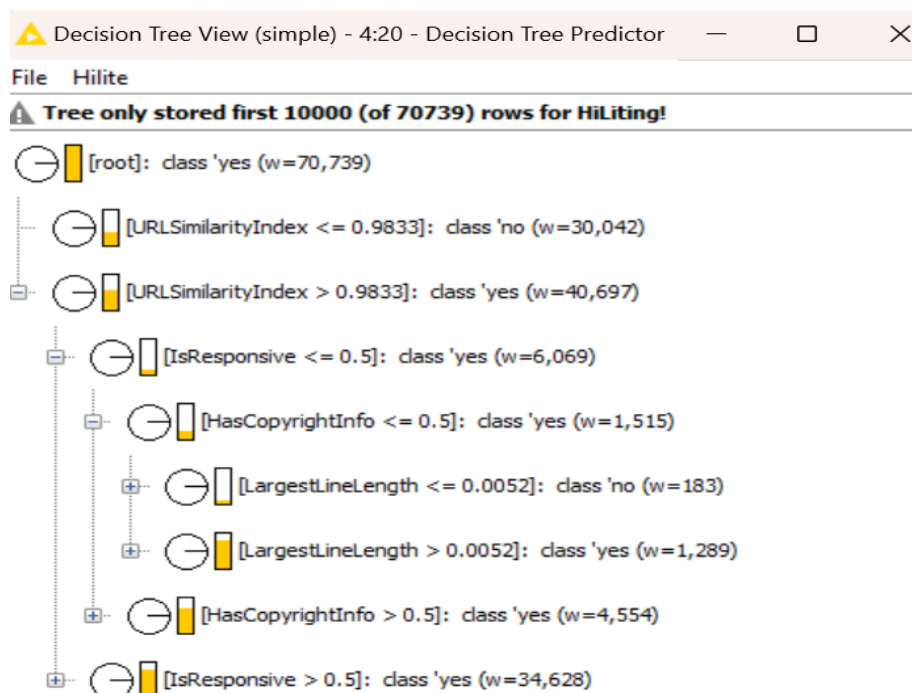 Decision Tree View (simple) - 4:20 - Decision Tree Predictor
File Hilite
Tree only stored first 10000 (of 70739) rows for HiLiting!
[root]: class 'yes (w=70,739)
[URLSimilarityIndex <= 0.9833]: class 'no (w=30,042)
[URLSimilarityIndex > 0.9833]: class 'yes (w=40,697)
[IsResponsive <= 0.5]: class 'yes (w=6,069)
[HasCopyrightInfo <= 0.5]: class 'yes (w=1,515)
[LargestLineLength <= 0.0052]: class 'no (w=183)
[LargestLineLength > 0.0052]: class 'yes (w=1,289)
[HasCopyrightInfo > 0.5]: class 'yes (w=4,554)
[IsResponsive > 0.5]: class 'yes (w=34,628)